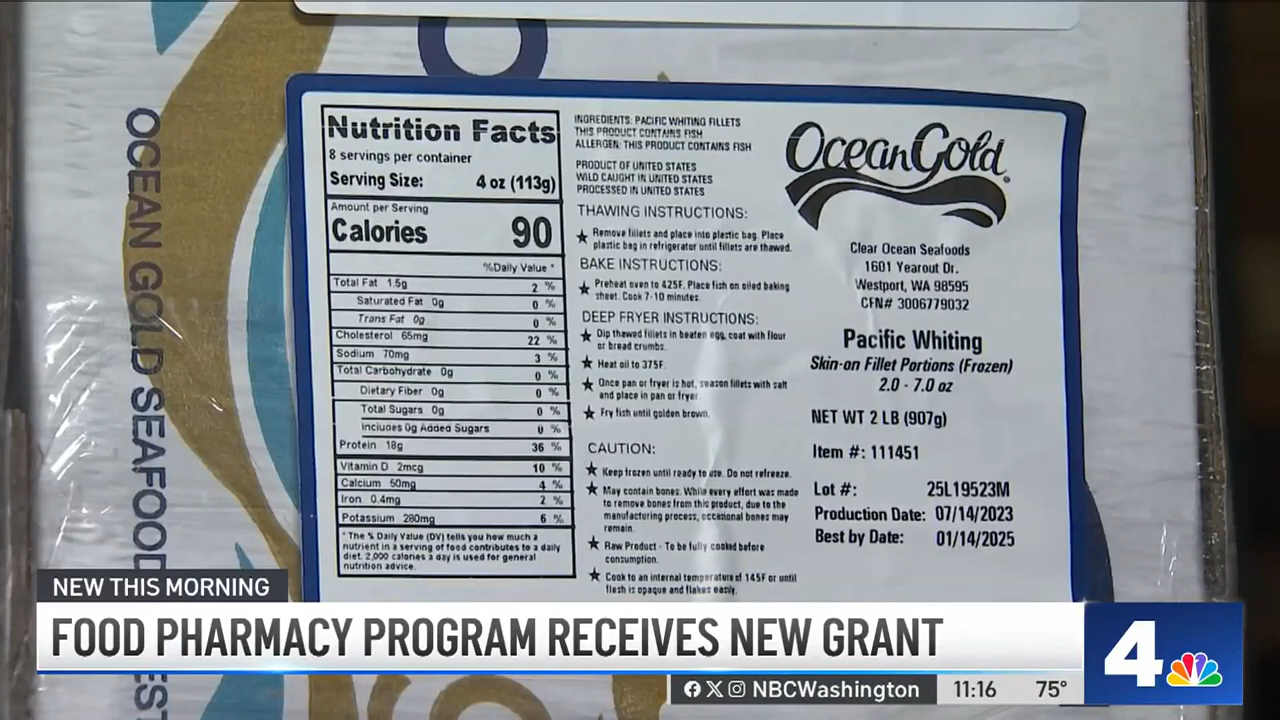 OCEAN GOLD SEAFOOD
Nutrition Facts
8 servings per container
Serving Size: 4 oz (113g)
Amount per Serving
Calories 90
%Daily Value *
Total Fat 1.5g 2 %
Saturated Fat 0g 0 %
Trans Fat 0g 0 %
Cholesterol 65mg 22 %
Sodium 70mg 3 %
Total Carbohydrate 0g 0 %
Dietary Fiber 0g 0 %
Total Sugars 0g 0 %
Includes 0g Added Sugars 0 %
Protein 18g 36 %
Vitamin D 2mcg 10 %
Calcium 50mg 4 %
Iron 0.4mg 2 %
Potassium 280mg 6 %
* The % Daily Value (DV) tells you how much a
nutrient in a serving of food contributes to a daily
diet. 2,000 calories a day is used for general
nutrition advice.
INGREDIENTS: PACIFIC WHITING FILLETS
THIS PRODUCT CONTAINS FISH
ALLERGEN: THIS PRODUCT CONTAINS FISH
PRODUCT OF UNITED STATES
WILD CAUGHT IN UNITED STATES
PROCESSED IN UNITED STATES
THAWING INSTRUCTIONS:
★ Remove fillets and place into plastic bag. Place
plastic bag in refrigerator until fillets are thawed.
BAKE INSTRUCTIONS:
★ Preheat oven to 425F. Place fish on oiled baking
sheet. Cook 7-10 minutes.
DEEP FRYER INSTRUCTIONS:
★ Dip thawed fillets in beaten egg, coat with flour
or bread crumbs.
★ Heat oil to 375F.
★ Once pan or fryer is hot, season fillets with salt
and place in pan or fryer.
★ Fry fish until golden brown.
CAUTION:
★ Keep frozen until ready to use. Do not refreeze.
★ May contain bones. While every effort was made
to remove bones from this product, due to the
manufacturing process, occasional bones may
remain.
★ Raw Product - To be fully cooked before
consumption.
★ Cook to an internal temperature of 145F or until
flesh is opaque and flakes easily.
OceanGold®
Clear Ocean Seafoods
1601 Yearout Dr.
Westport, WA 98595
CFN# 3006779032
Pacific Whiting
Skin-on Fillet Portions (Frozen)
2.0 - 7.0 oz
NET WT 2 LB (907g)
Item #: 111451
Lot #: 25L19523M
Production Date: 07/14/2023
Best by Date: 01/14/2025
NEW THIS MORNING
FOOD PHARMACY PROGRAM RECEIVES NEW GRANT
4
NBCWashington 11:16 75°